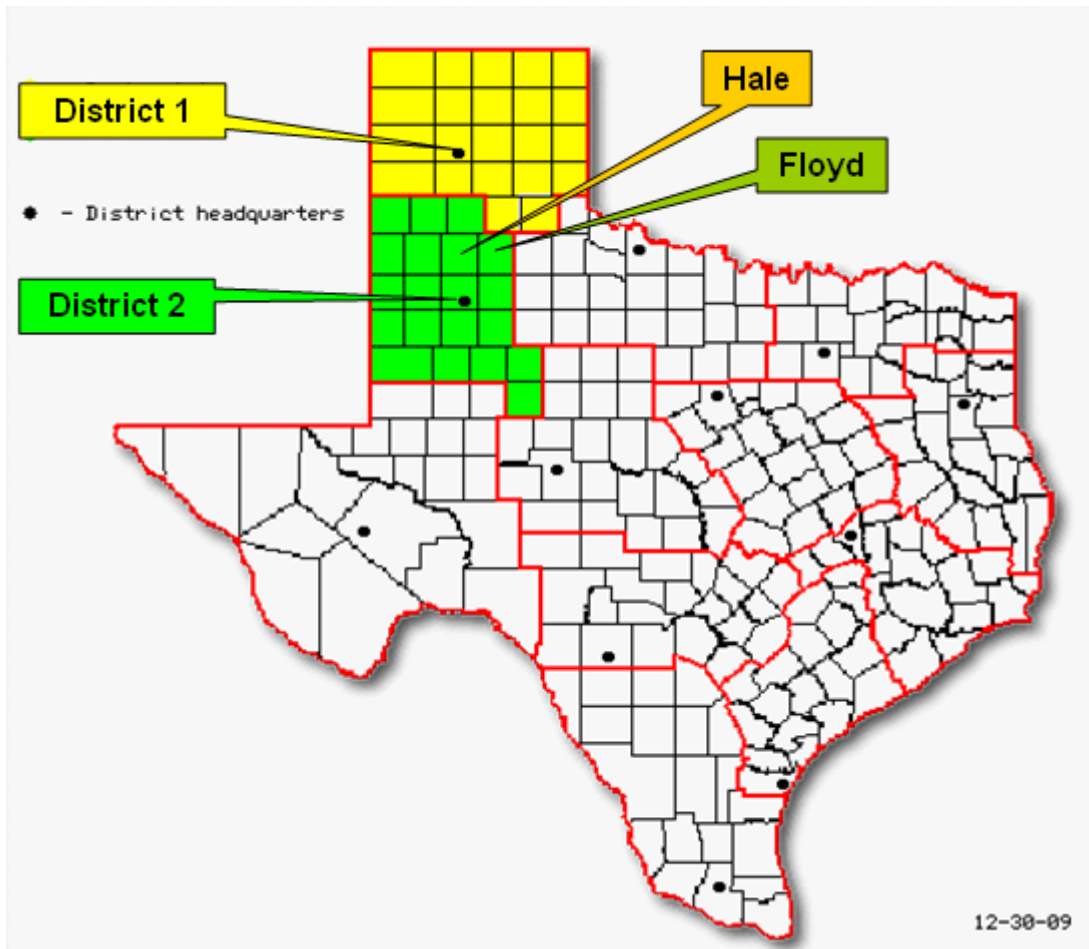 Hale
District 1
Floyd
● - District headquarters
District 2
12-30-09